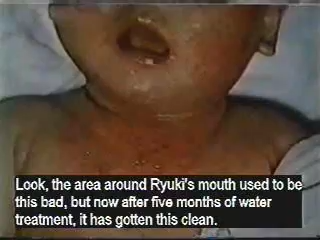 Look, the area around Ryuki's mouth used to be
this bad, but now after five months of water
treatment, it has gotten this clean.